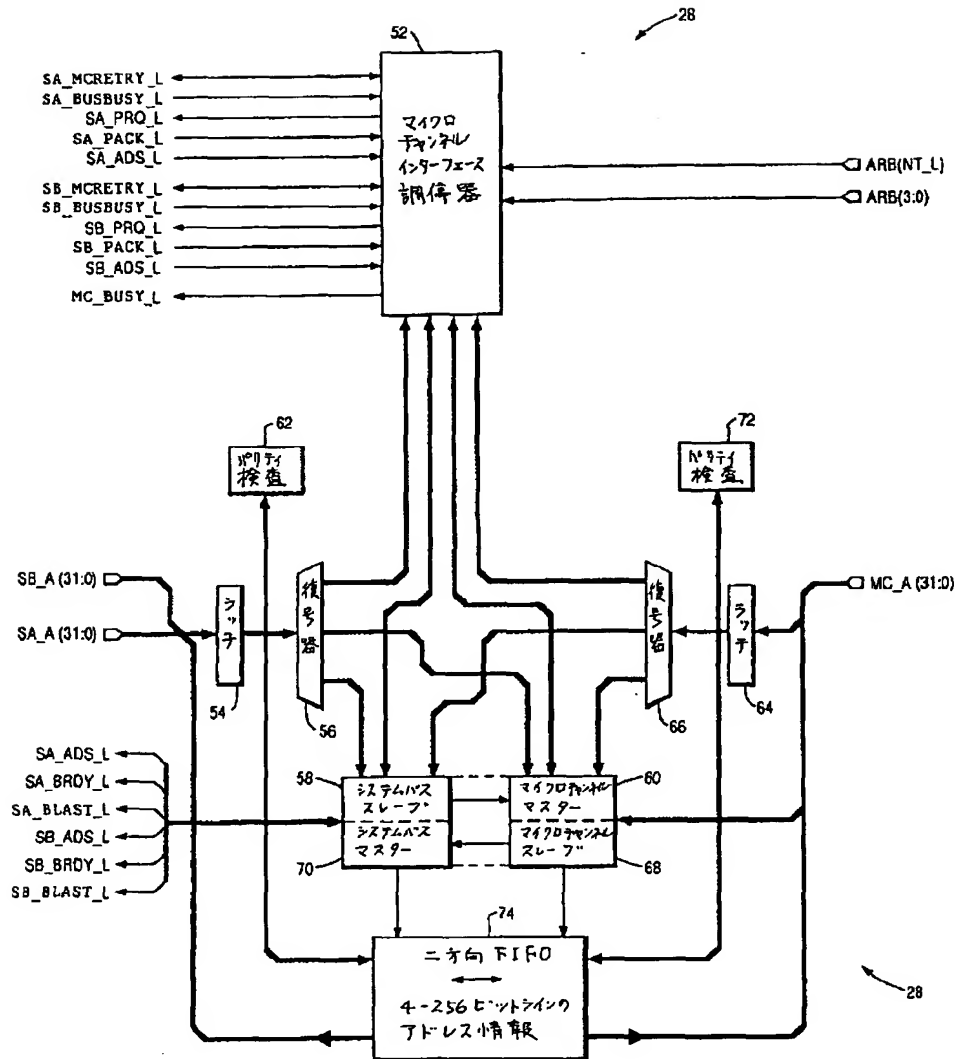 28
52
SA_MCRETRY_L
SA_BUSBUSY_L
SA_PRQ_L
SA_PACK_L
SA_ADS_L
SB_MCRETRY_L
SB_BUSBUSY_L
SB_PRQ_L
SB_PACK_L
SB_ADS_L
MC_BUSY_L
マイクロ
チャンネル
インターフェース
調停器
ARB(NT_L)
ARB(3:0)
62
パリティ
検査
72
パリティ
検査
SB_A (31:0)
SA_A (31:0)
ラッチ
54
復号器
56
復号器
66
ラッチ
64
MC_A (31:0)
SA_ADS_L
SA_BRDY_L
SA_BLAST_L
SB_ADS_L
SB_BRDY_L
SB_BLAST_L
58
システムバス
スレーブ
システムバス
マスター
70
60
マイクロチャンネル
マスター
マイクロチャンネル
スレーブ
68
74
二方向 FIFO
4-256 ビットラインの
アドレス情報
28